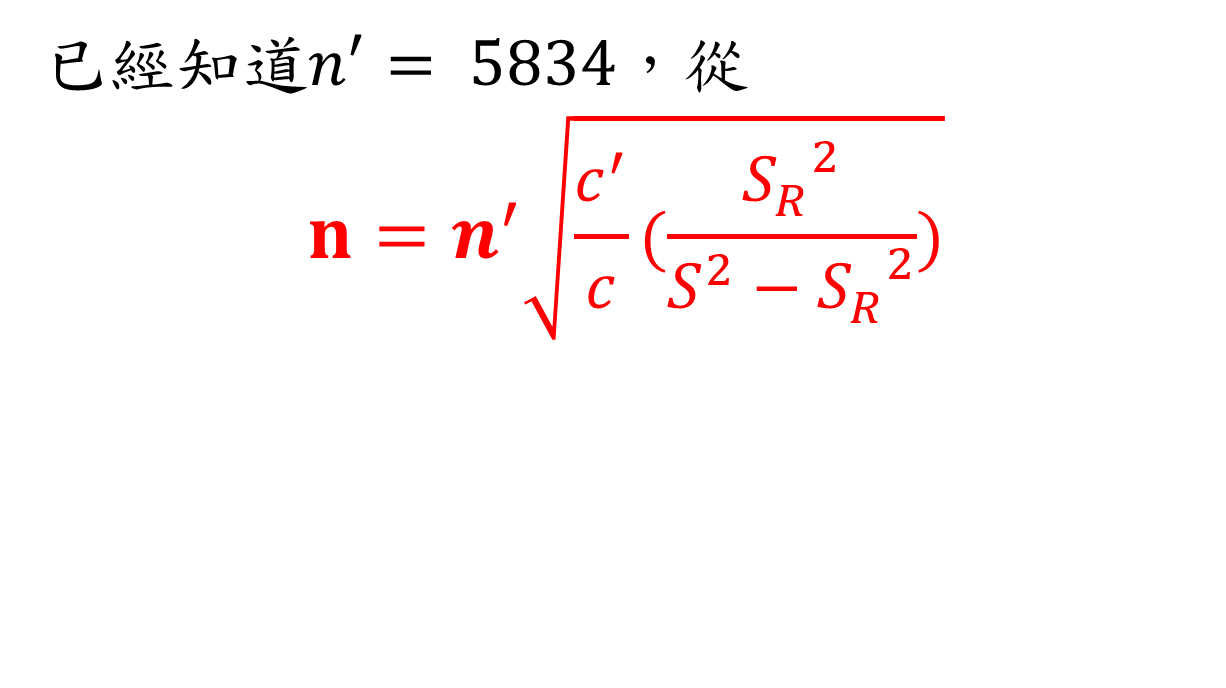 已經知道n′ = 5834，從
n = n′√(c′/c (S_R²/(S² − S_R²)))